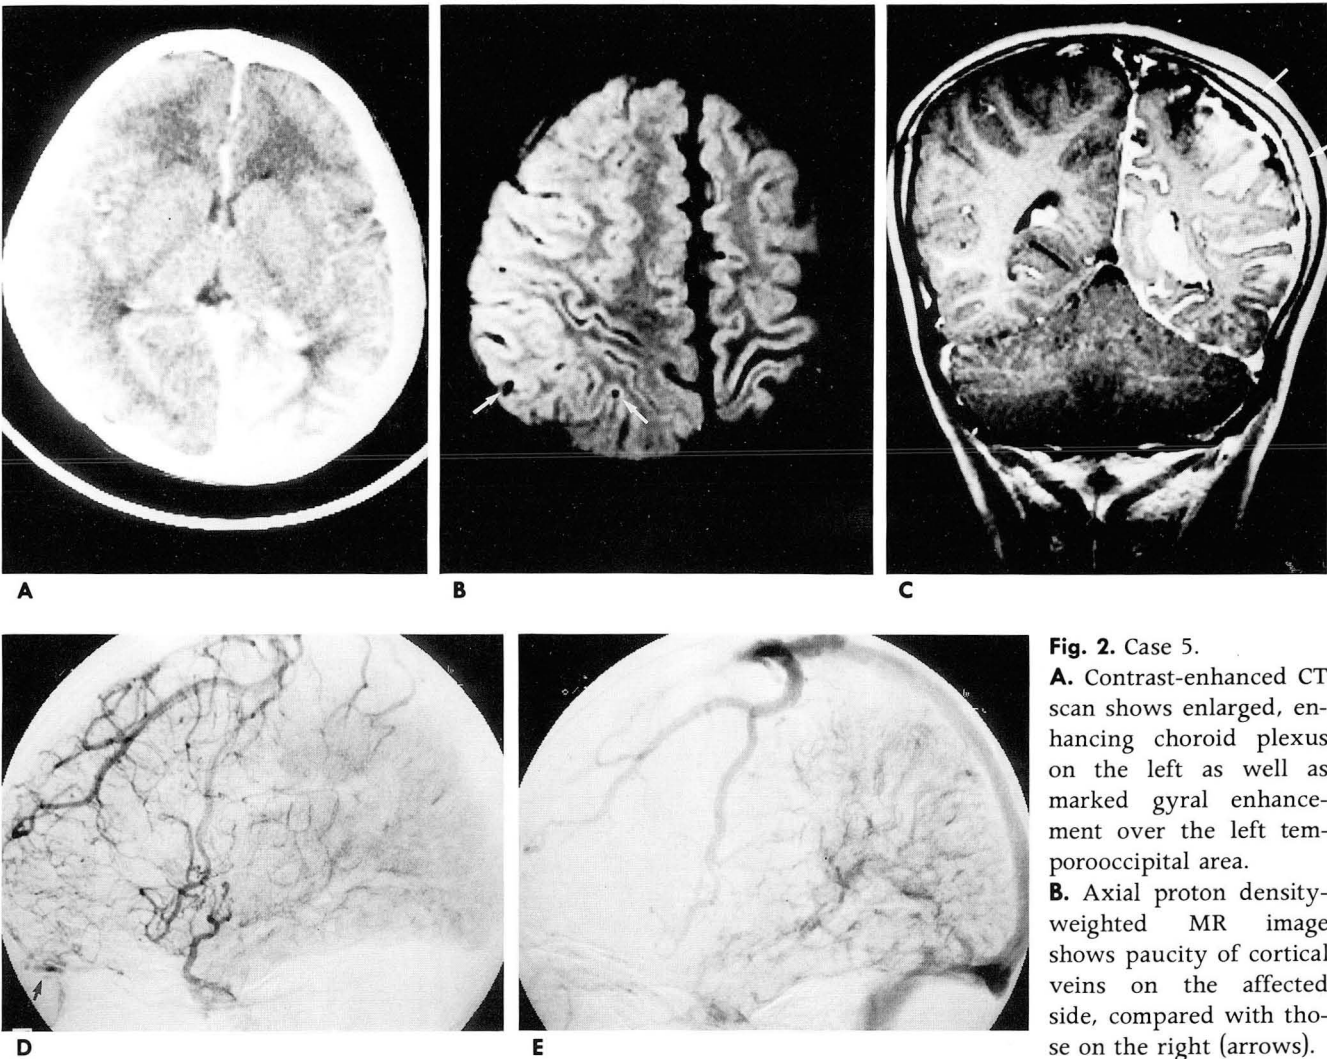 A
B
C
D
E
Fig. 2. Case 5.
A. Contrast-enhanced CT
scan shows enlarged, en-
hancing choroid plexus
on the left as well as
marked gyral enhance-
ment over the left tem-
porooccipital area.
B. Axial proton density-
weighted MR image
shows paucity of cortical
veins on the affected
side, compared with tho-
se on the right (arrows).